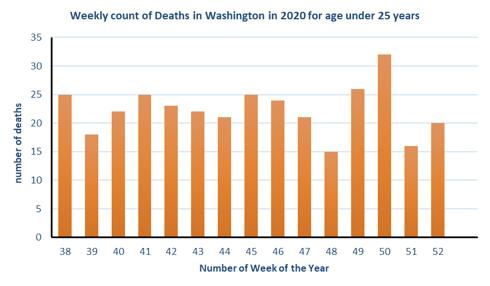 Weekly count of Deaths in Washington in 2020 for age under 25 years
number of deaths
35
30
25
20
15
10
5
0
38 39 40 41 42 43 44 45 46 47 48 49 50 51 52
Number of Week of the Year